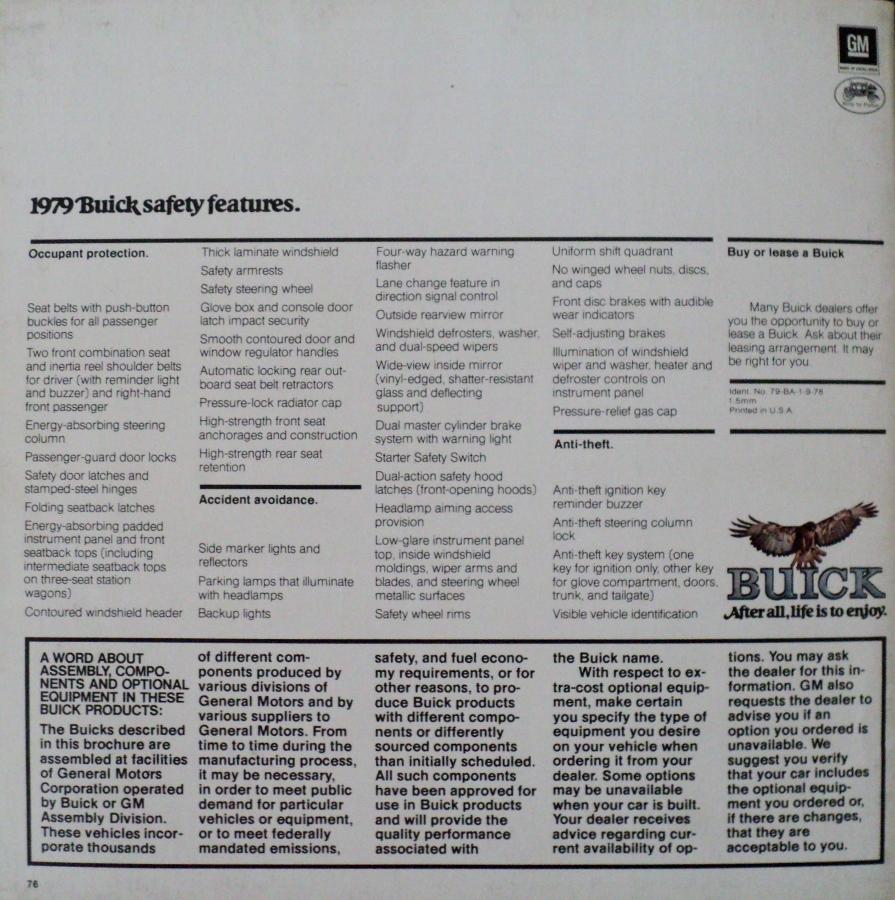 GM
1979 Buick safety features.
Occupant protection.
Seat belts with push-button
buckles for all passenger
positions
Two front combination seat
and inertia reel shoulder belts
for driver (with reminder light
and buzzer) and right-hand
front passenger
Energy-absorbing steering
column
Passenger-guard door locks
Safety door latches and
stamped-steel hinges
Folding seatback latches
Energy-absorbing padded
instrument panel and front
seatback tops (including
intermediate seatback tops
on three-seat station
wagons)
Contoured windshield header
Thick laminate windshield
Safety armrests
Safety steering wheel
Glove box and console door
latch impact security
Smooth contoured door and
window regulator handles
Automatic locking rear out-
board seat belt retractors
Pressure-lock radiator cap
High-strength front seat
anchorages and construction
High-strength rear seat
retention
Accident avoidance.
Side marker lights and
reflectors
Parking lamps that illuminate
with headlamps
Backup lights
Four-way hazard warning
flasher
Lane change feature in
direction signal control
Outside rearview mirror
Windshield defrosters, washer,
and dual-speed wipers
Wide-view inside mirror
(vinyl-edged, shatter-resistant
glass and deflecting
support)
Dual master cylinder brake
system with warning light
Starter Safety Switch
Dual-action safety hood
latches (front-opening hoods)
Headlamp aiming access
provision
Low-glare instrument panel
top, inside windshield
moldings, wiper arms and
blades, and steering wheel
metallic surfaces
Safety wheel rims
Uniform shift quadrant
No winged wheel nuts, discs,
and caps
Front disc brakes with audible
wear indicators
Self-adjusting brakes
Illumination of windshield
wiper and washer, heater and
defroster controls on
instrument panel
Pressure-relief gas cap
Anti-theft.
Anti-theft ignition key
reminder buzzer
Anti-theft steering column
lock
Anti-theft key system (one
key for ignition only, other key
for glove compartment, doors,
trunk, and tailgate)
Visible vehicle identification
Buy or lease a Buick
Many Buick dealers offer
you the opportunity to buy or
lease a Buick. Ask about their
leasing arrangement. It may
be right for you.
Ident. No. 79-BA-1-9-78
1.5mm
Printed in U.S.A.
BUICK
After all, life is to enjoy.
A WORD ABOUT
ASSEMBLY, COMPO-
NENTS AND OPTIONAL
EQUIPMENT IN THESE
BUICK PRODUCTS:
The Buicks described
in this brochure are
assembled at facilities
of General Motors
Corporation operated
by Buick or GM
Assembly Division.
These vehicles incor-
porate thousands
of different com-
ponents produced by
various divisions of
General Motors and by
various suppliers to
General Motors. From
time to time during the
manufacturing process,
it may be necessary,
in order to meet public
demand for particular
vehicles or equipment,
or to meet federally
mandated emissions,
safety, and fuel econo-
my requirements, or for
other reasons, to pro-
duce Buick products
with different compo-
nents or differently
sourced components
than initially scheduled.
All such components
have been approved for
use in Buick products
and will provide the
quality performance
associated with
the Buick name.
With respect to ex-
tra-cost optional equip-
ment, make certain
you specify the type of
equipment you desire
on your vehicle when
ordering it from your
dealer. Some options
may be unavailable
when your car is built.
Your dealer receives
advice regarding cur-
rent availability of op-
tions. You may ask
the dealer for this in-
formation. GM also
requests the dealer to
advise you if an
option you ordered is
unavailable. We
suggest you verify
that your car includes
the optional equip-
ment you ordered or,
if there are changes,
that they are
acceptable to you.
76